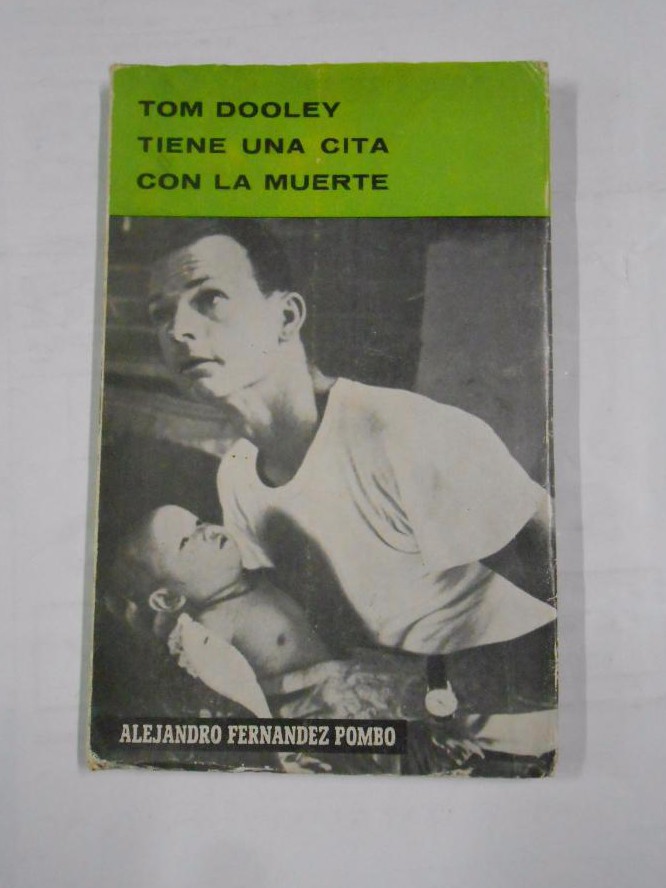 TOM DOOLEY
TIENE UNA CITA
CON LA MUERTE
ALEJANDRO FERNANDEZ POMBO